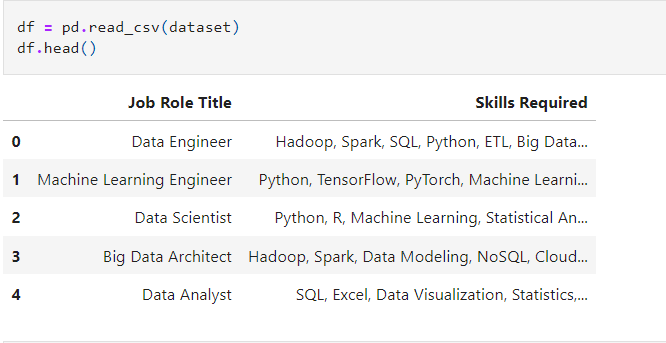 df = pd.read_csv(dataset)
df.head()
Job Role Title Skills Required
0 Data Engineer Hadoop, Spark, SQL, Python, ETL, Big Data...
1 Machine Learning Engineer Python, TensorFlow, PyTorch, Machine Learni...
2 Data Scientist Python, R, Machine Learning, Statistical An...
3 Big Data Architect Hadoop, Spark, Data Modeling, NoSQL, Cloud...
4 Data Analyst SQL, Excel, Data Visualization, Statistics,...